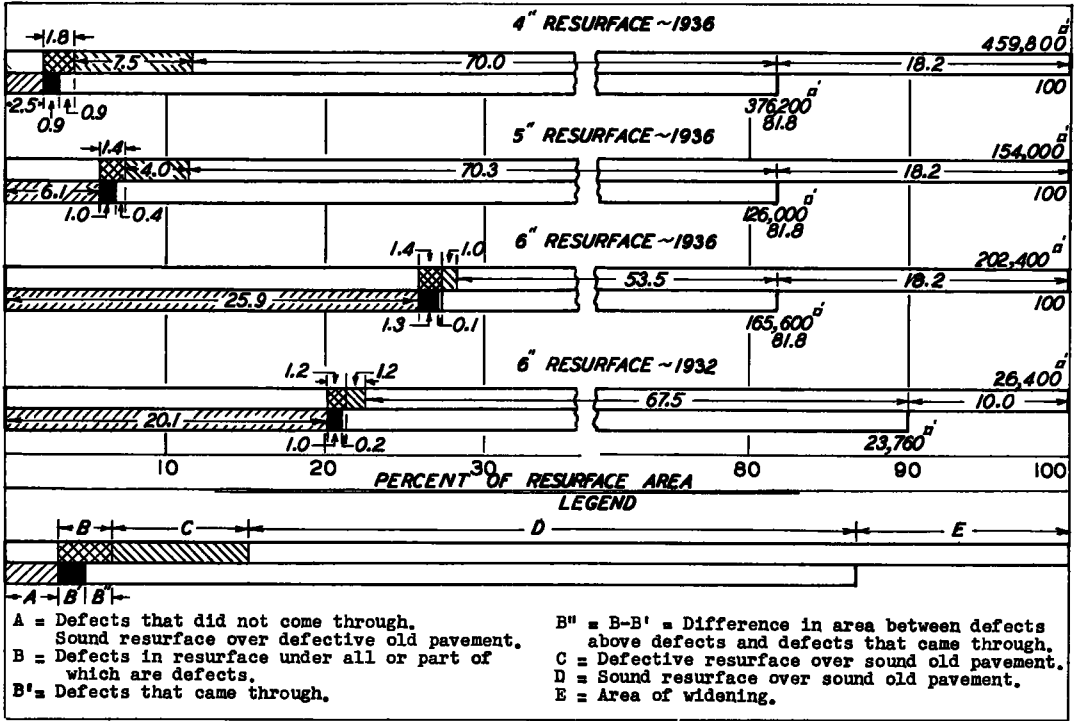 4" RESURFACE ~ 1936
459,800 □'
1.8
7.5
70.0
18.2
100
2.5
0.9
0.9
376,200 □'
81.8
5" RESURFACE ~ 1936
154,000 □'
1.4
4.0
70.3
18.2
100
6.1
1.0
0.4
126,000 □'
81.8
6" RESURFACE ~ 1936
202,400 □'
1.4
1.0
53.5
18.2
100
25.9
1.3
0.1
165,600 □'
81.8
6" RESURFACE ~ 1932
26,400 □'
1.2
1.2
67.5
10.0
20.1
1.0
0.2
23,760 □'
10 20 30 80 90 100
PERCENT OF RESURFACE AREA
LEGEND
B C D E
A B' B"
A = Defects that did not come through.
Sound resurface over defective old pavement.
B = Defects in resurface under all or part of
which are defects.
B' = Defects that came through.
B" = B-B' = Difference in area between defects
above defects and defects that came through.
C = Defective resurface over sound old pavement.
D = Sound resurface over sound old pavement.
E = Area of widening.